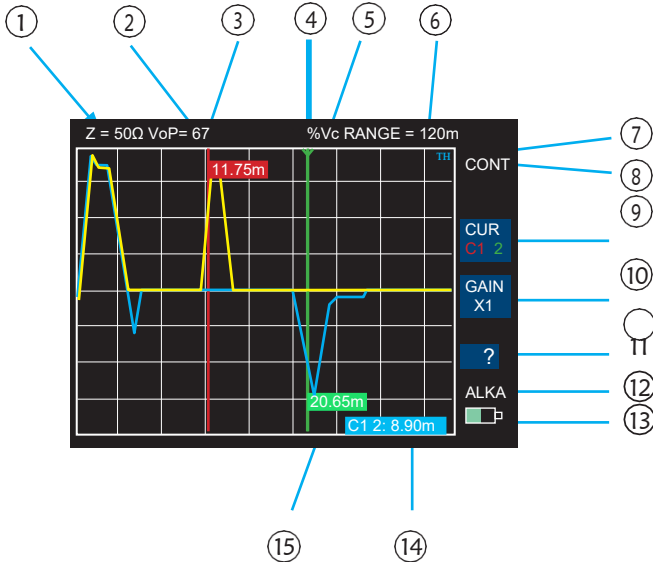 ① ② ③ ④ ⑤ ⑥
Z = 50Ω VoP= 67 %Vc RANGE = 120m
⑦
TH
CONT
⑧
11.75m
⑨
CUR
C1 2
⑩
GAIN
X1
11
?
⑫
ALKA
20.65m
⑬
C1 2: 8.90m
⑮ ⑭